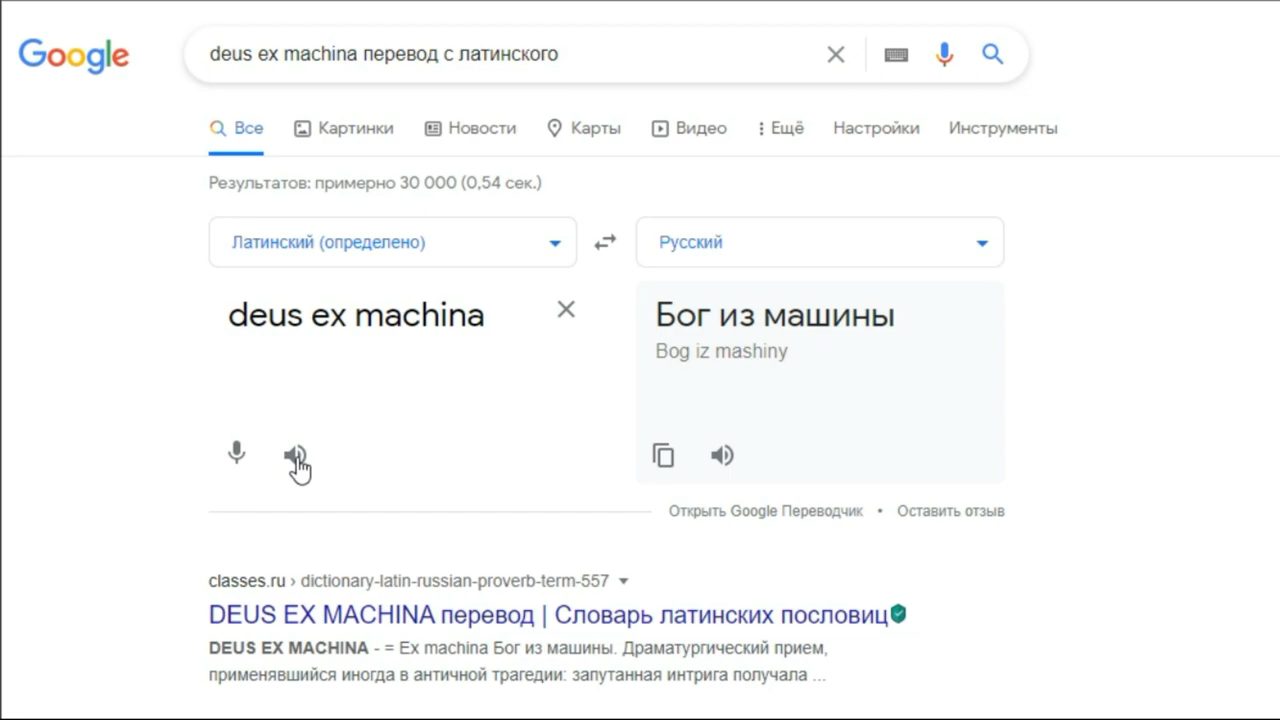 Google
deus ex machina перевод с латинского
Все Картинки Новости Карты Видео Ещё Настройки Инструменты
Результатов: примерно 30 000 (0,54 сек.)
Латинский (определено) Русский
deus ex machina
Бог из машины
Bog iz mashiny
Открыть Google Переводчик • Оставить отзыв
classes.ru › dictionary-latin-russian-proverb-term-557
DEUS EX MACHINA перевод | Словарь латинских пословиц
DEUS EX MACHINA - = Ex machina Бог из машины. Драматургический прием,
применявшийся иногда в античной трагедии: запутанная интрига получала ...